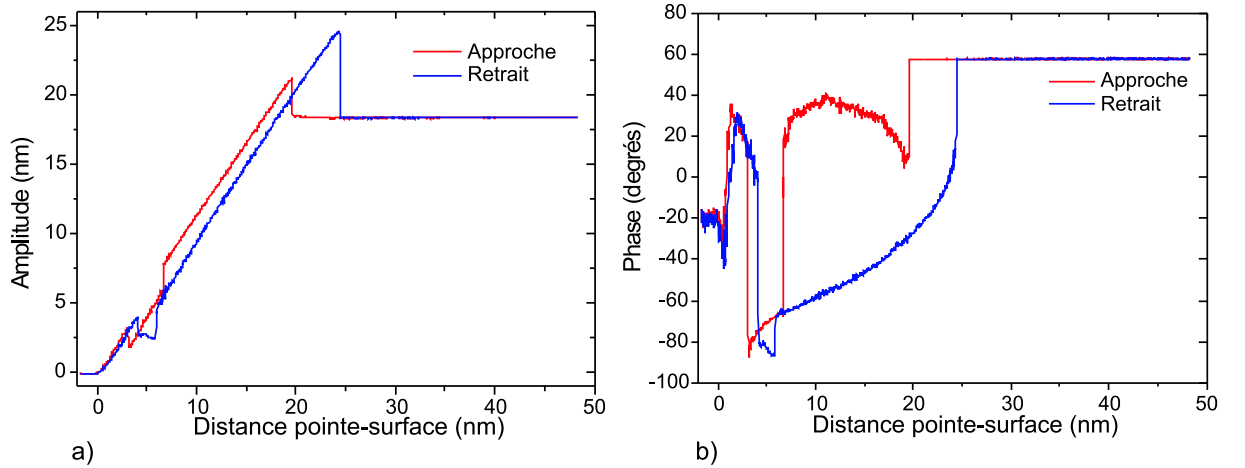 Amplitude (nm)
25
20
15
10
5
0
Approche
Retrait
0
10
20
30
40
50
Distance pointe-surface (nm)
a)
Phase (degrés)
80
60
40
20
0
-20
-40
-60
-80
-100
Approche
Retrait
0
10
20
30
40
50
Distance pointe-surface (nm)
b)